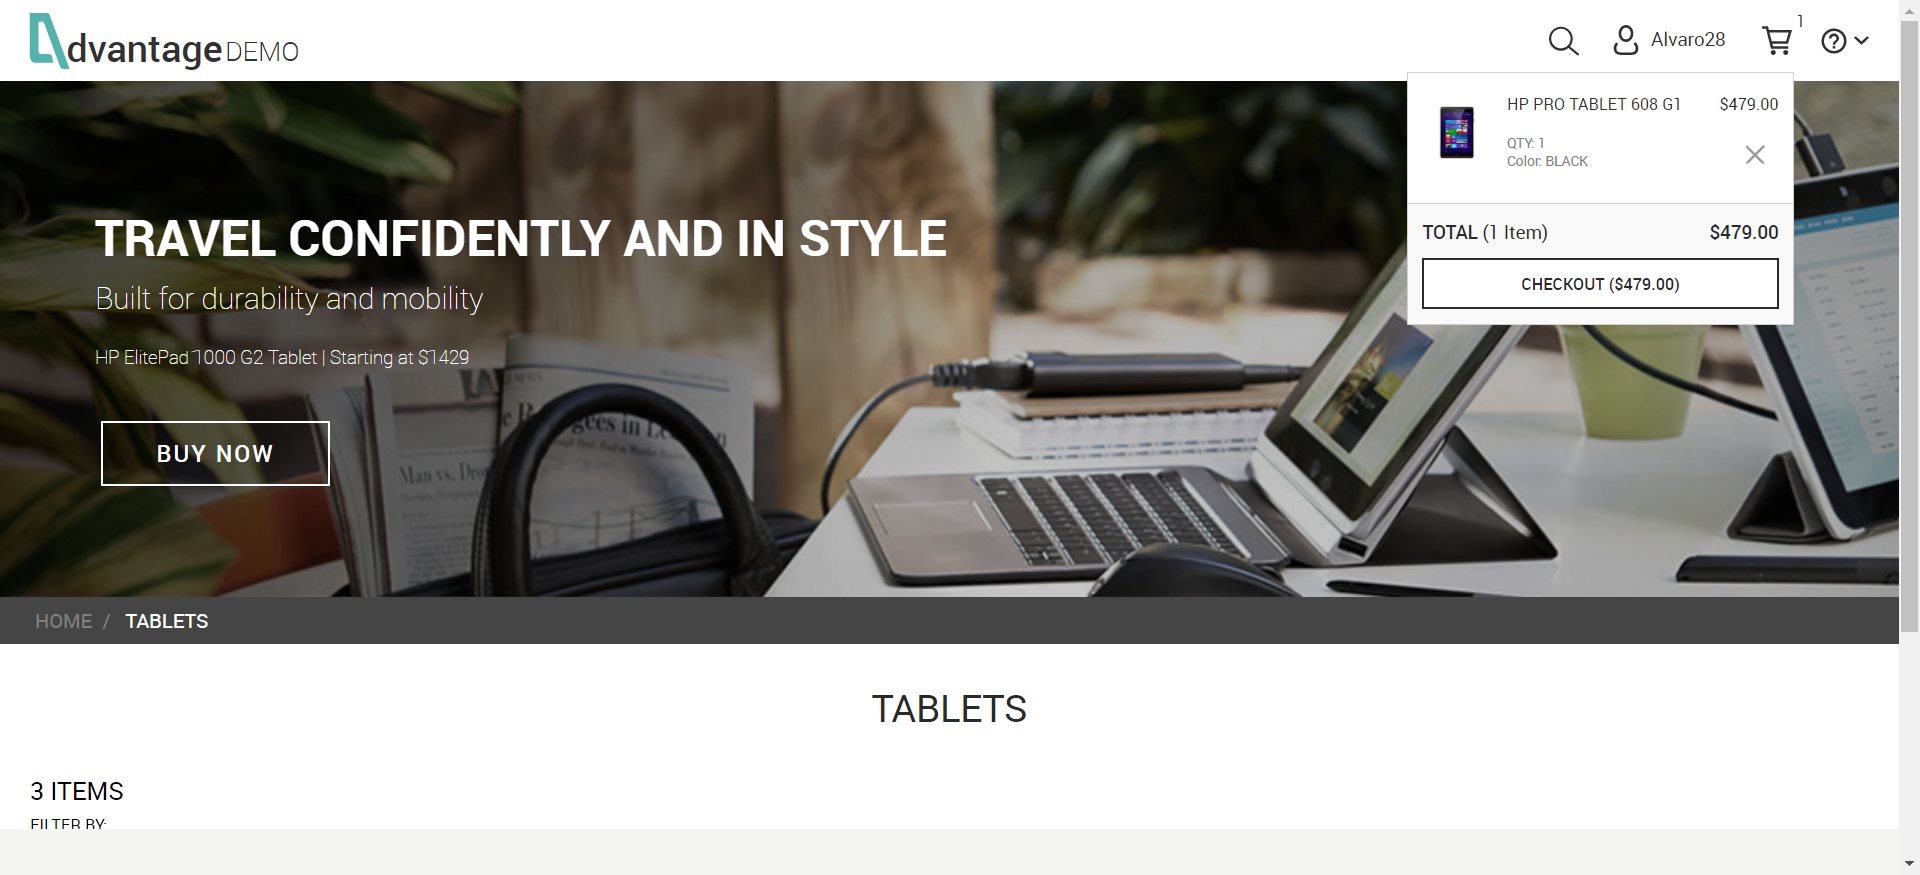 dvantage DEMO
Alvaro28
1
HP PRO TABLET 608 G1 $479.00
QTY: 1
Color: BLACK
TOTAL (1 Item) $479.00
CHECKOUT ($479.00)
TRAVEL CONFIDENTLY AND IN STYLE
Built for durability and mobility
HP ElitePad 1000 G2 Tablet | Starting at $1429
BUY NOW
Man vs.
HOME / TABLETS
TABLETS
3 ITEMS
FILTER BY: